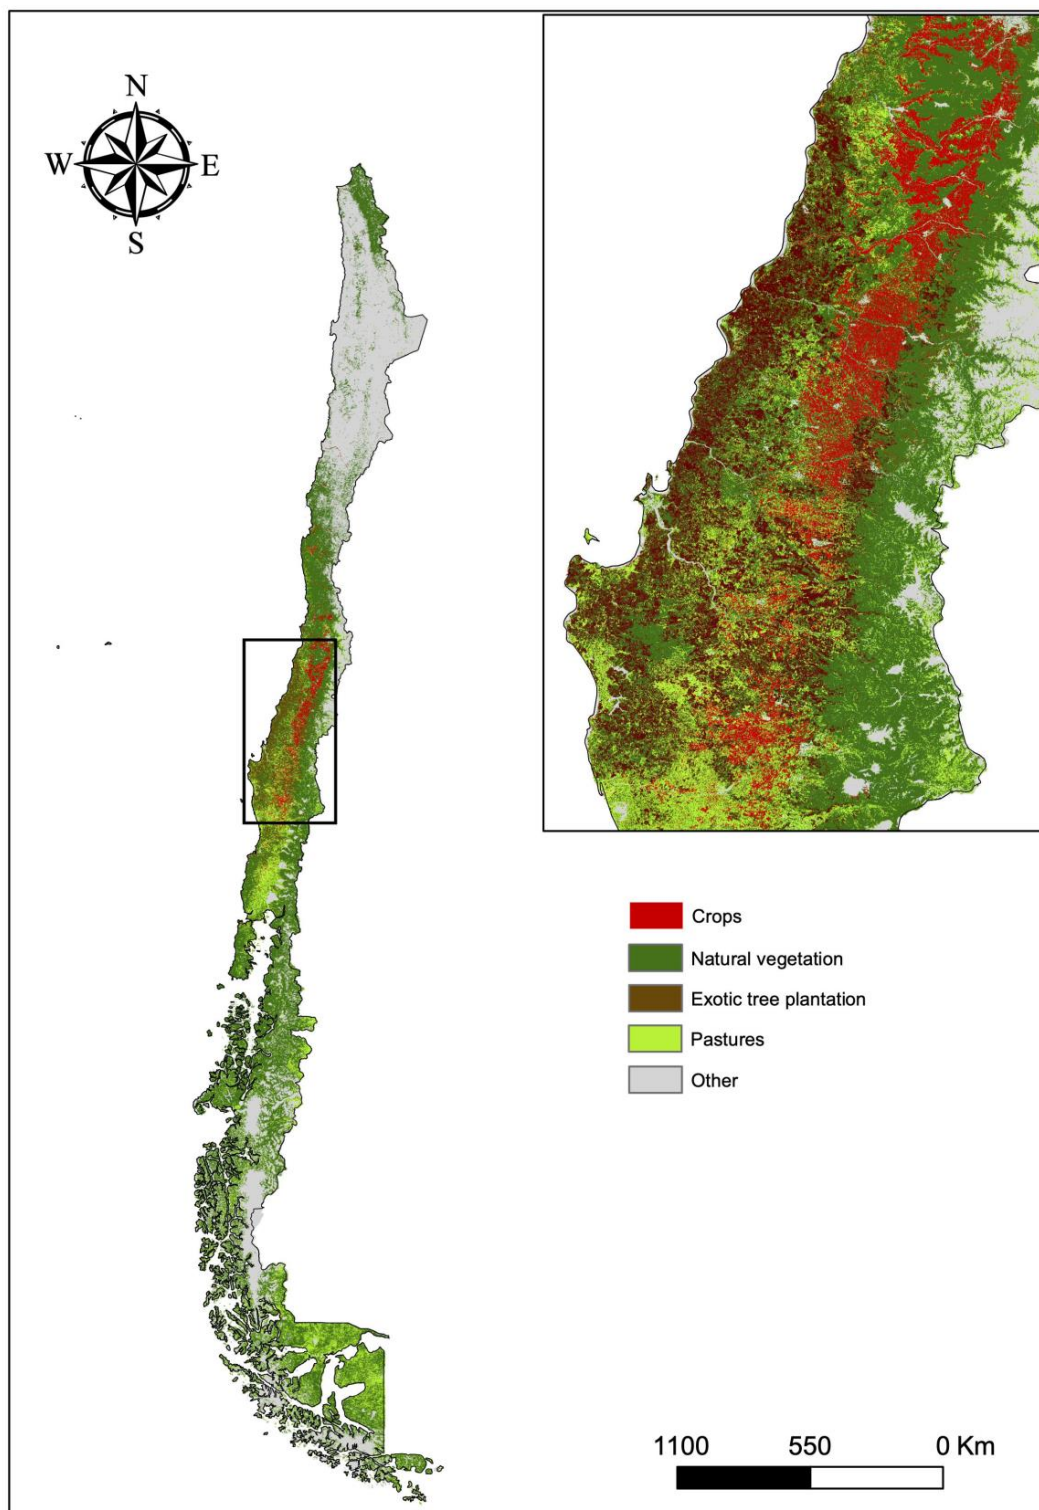 N
W E
S
Crops
Natural vegetation
Exotic tree plantation
Pastures
Other
1100 550 0 Km